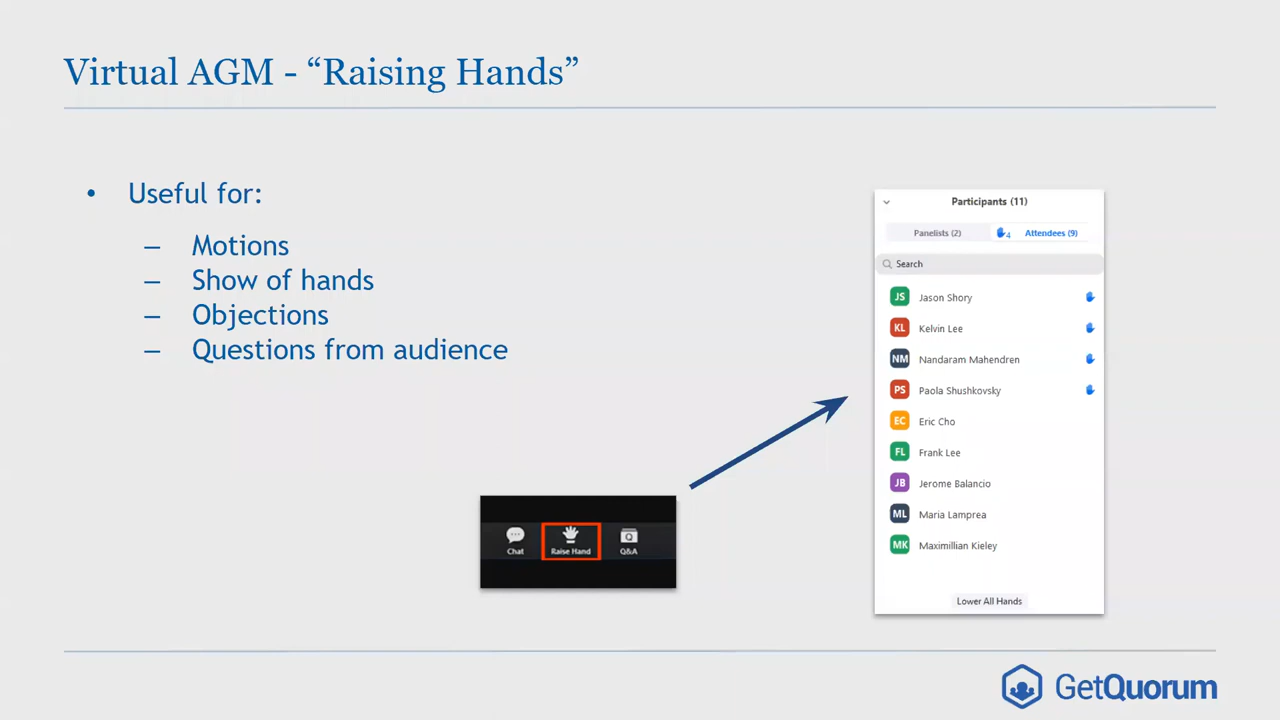 Virtual AGM - “Raising Hands”
• Useful for:
– Motions
– Show of hands
– Objections
– Questions from audience
Chat
Raise Hand
Q&A
Participants (11)
Panelists (2)
4 Attendees (9)
Search
JS Jason Shory
KL Kelvin Lee
NM Nandaram Mahendren
PS Paola Shushkovsky
EC Eric Cho
FL Frank Lee
JB Jerome Balancio
ML Maria Lamprea
MK Maximillian Kieley
Lower All Hands
GetQuorum